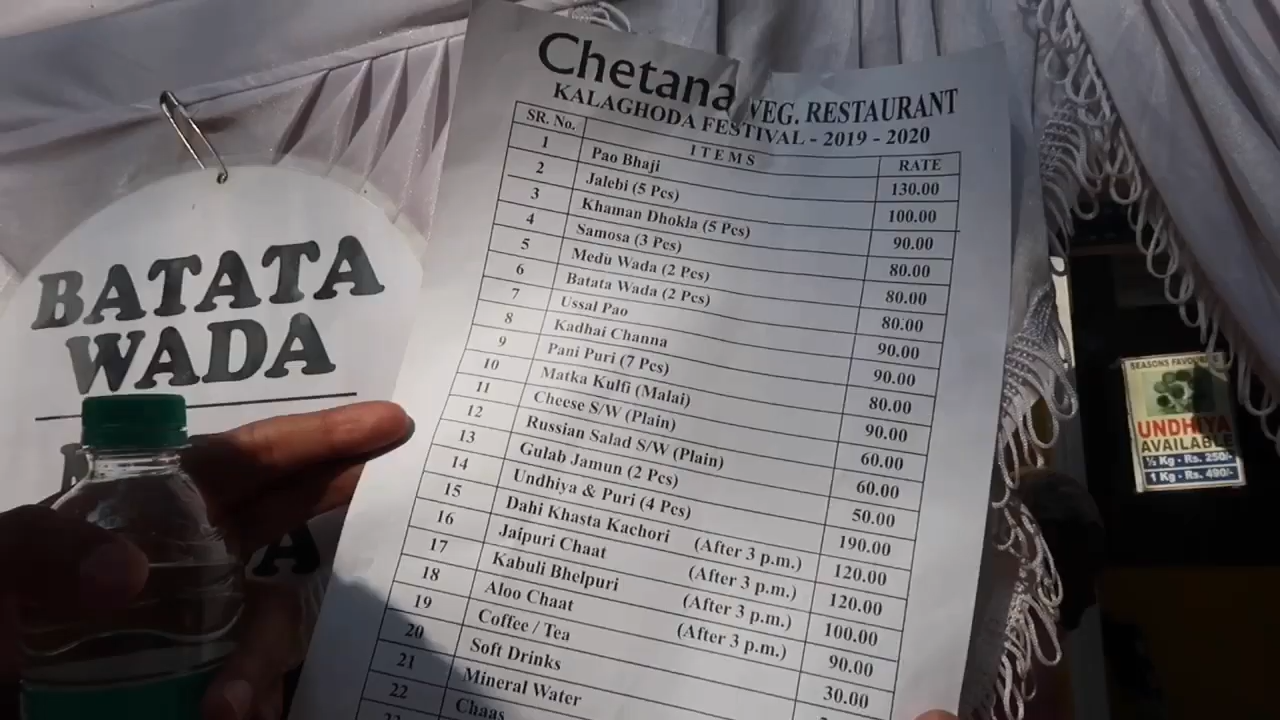 Chetana VEG. RESTAURANT
KALAGHODA FESTIVAL - 2019 - 2020
SR. No. ITEMS RATE
1 Pao Bhaji 130.00
2 Jalebi (5 Pcs) 100.00
3 Khaman Dhokla (5 Pcs) 90.00
4 Samosa (3 Pcs) 80.00
5 Medu Wada (2 Pcs) 80.00
6 Batata Wada (2 Pcs) 80.00
7 Ussal Pao 90.00
8 Kadhai Channa 90.00
9 Pani Puri (7 Pcs) 80.00
10 Matka Kulfi (Malai) 90.00
11 Cheese S/W (Plain) 60.00
12 Russian Salad S/W (Plain) 60.00
13 Gulab Jamun (2 Pcs) 50.00
14 Undhiya & Puri (4 Pcs) 190.00
15 Dahi Khasta Kachori (After 3 p.m.) 120.00
16 Jaipuri Chaat (After 3 p.m.) 120.00
17 Kabuli Bhelpuri (After 3 p.m.) 100.00
18 Aloo Chaat (After 3 p.m.) 90.00
19 Coffee / Tea 30.00
20 Soft Drinks
21 Mineral Water
22 Chaas
BATATA
WADA
SEASONS FAVOURITE
UNDHIYA
AVAILABLE
½ Kg - Rs. 250/-
1 Kg - Rs. 490/-